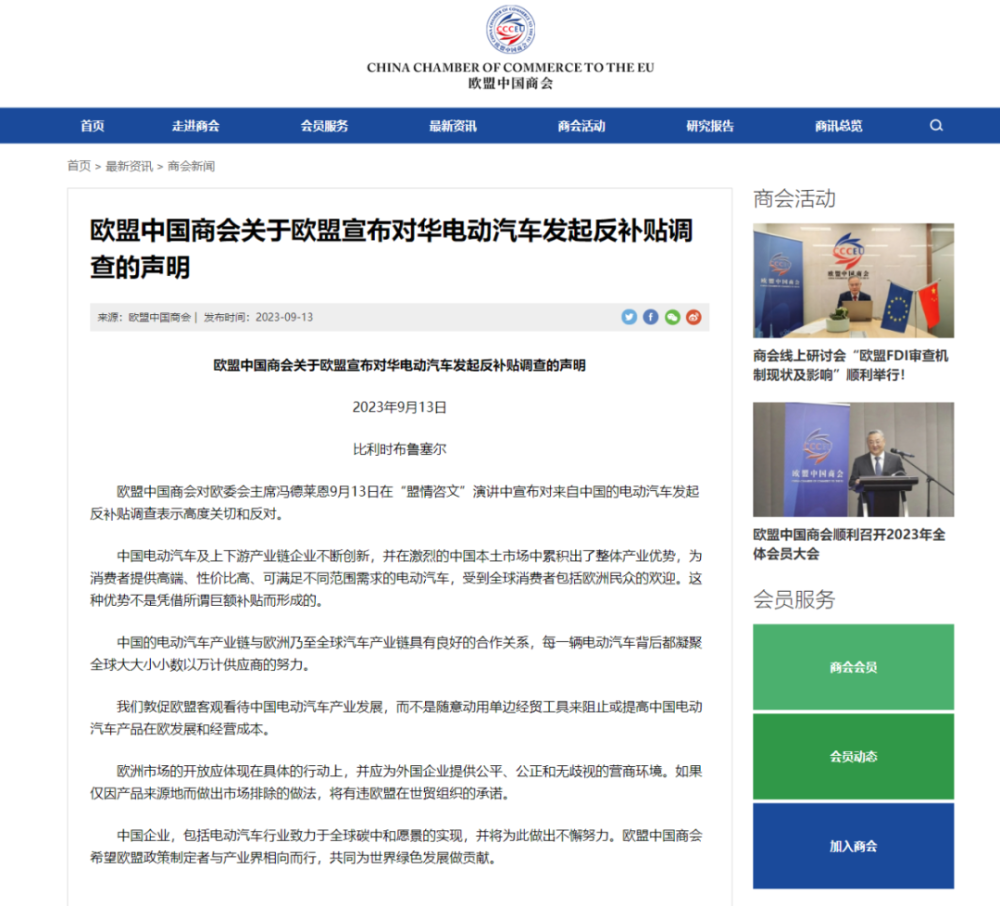 CCCEU
CHINA CHAMBER OF COMMERCE TO THE EU
欧盟中国商会
首页
走进商会
会员服务
最新资讯
商会活动
研究报告
商讯总览
首页 > 最新资讯 > 商会新闻
欧盟中国商会关于欧盟宣布对华电动汽车发起反补贴调
查的声明
来源：欧盟中国商会 | 发布时间：2023-09-13
欧盟中国商会关于欧盟宣布对华电动汽车发起反补贴调查的声明
2023年9月13日
比利时布鲁塞尔
欧盟中国商会对欧委会主席冯德莱恩9月13日在“盟情咨文”演讲中宣布对来自中国的电动汽车发起
反补贴调查表示高度关切和反对。
中国电动汽车及上下游产业链企业不断创新，并在激烈的中国本土市场中累积出了整体产业优势，为
消费者提供高端、性价比高、可满足不同范围需求的电动汽车，受到全球消费者包括欧洲民众的欢迎。这
种优势不是凭借所谓巨额补贴而形成的。
中国的电动汽车产业链与欧洲乃至全球汽车产业链具有良好的合作关系，每一辆电动汽车背后都凝聚
全球大大小小数以万计供应商的努力。
我们敦促欧盟客观看待中国电动汽车产业发展，而不是随意动用单边经贸工具来阻止或提高中国电动
汽车产品在欧发展和经营成本。
欧洲市场的开放应体现在具体的行动上，并应为外国企业提供公平、公正和无歧视的营商环境。如果
仅因产品来源地而做出市场排除的做法，将有违欧盟在世贸组织的承诺。
中国企业，包括电动汽车行业致力于全球碳中和愿景的实现，并将为此做出不懈努力。欧盟中国商会
希望欧盟政策制定者与产业界相向而行，共同为世界绿色发展做贡献。
商会活动
CCCEU
欧盟中国商会
欧盟中国商会
商会线上研讨会“欧盟FDI审查机
制现状及影响”顺利举行！
欧盟中国商会
欧盟中国商会顺利召开2023年全
体会员大会
会员服务
商会会员
会员动态
加入商会